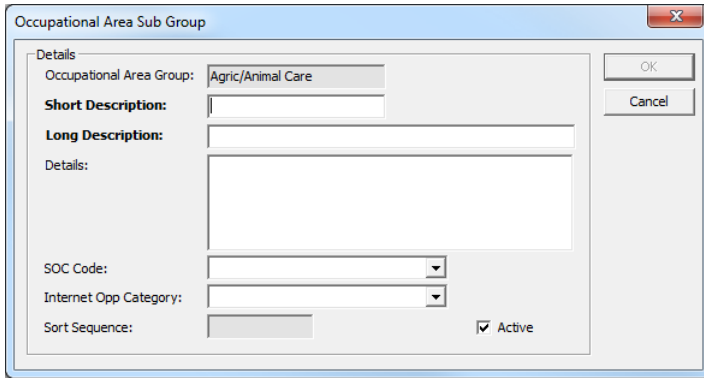 Occupational Area Sub Group
Details
Occupational Area Group: Agric/Animal Care
OK
Short Description:
Cancel
Long Description:
Details:
SOC Code:
Internet Opp Category:
Sort Sequence:
Active